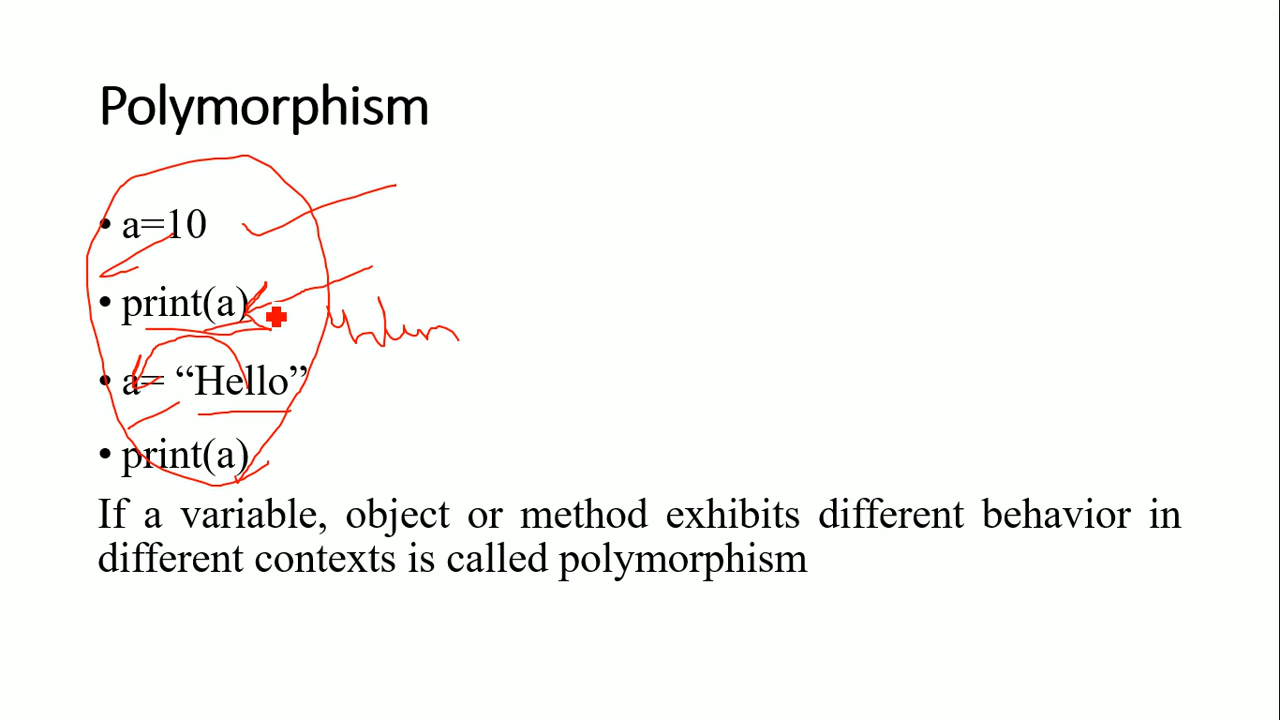 Polymorphism
• a=10
• print(a)
• a= “Hello”
• print(a)
If a variable, object or method exhibits different behavior in
different contexts is called polymorphism